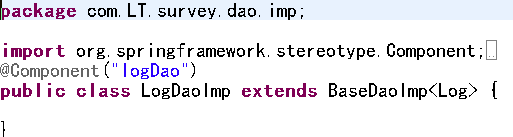 package com.LT.survey.dao.imp;
import org.springframework.stereotype.Component;
@Component("logDao")
public class LogDaoImp extends BaseDaoImp<Log> {
}